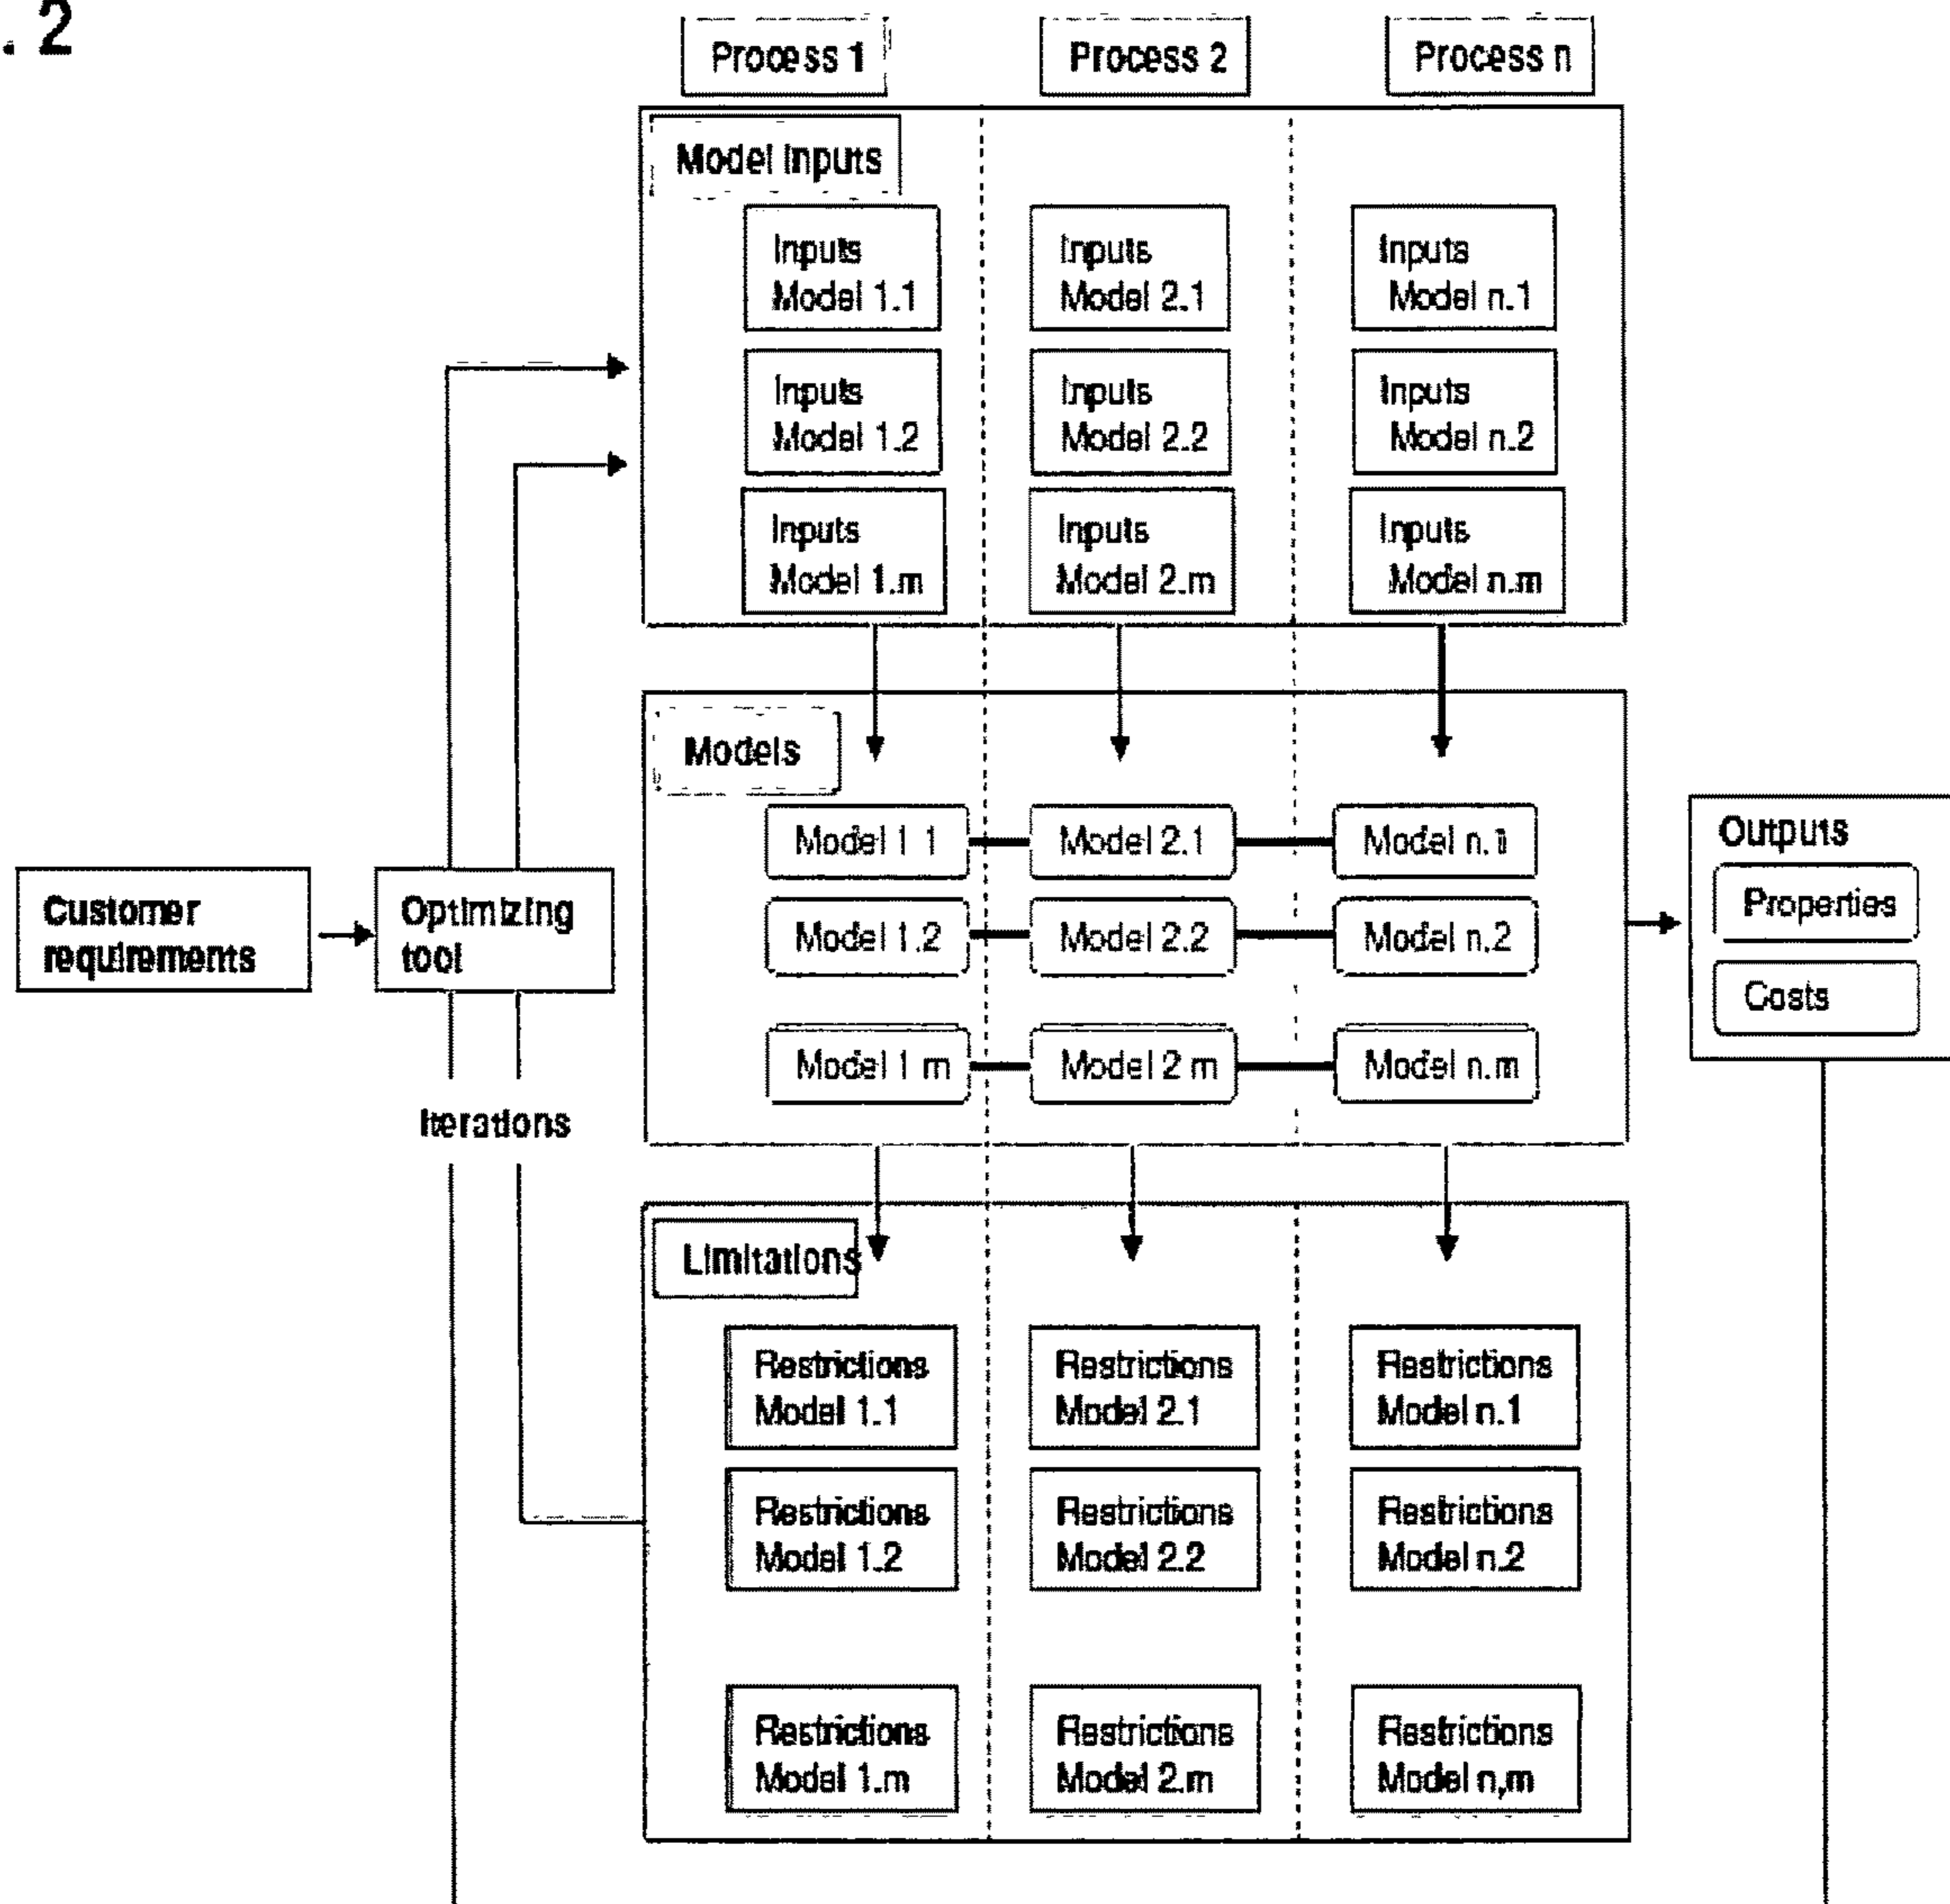 . 2
Process 1
Process 2
Process n
Model Inputs
Inputs
Model 1.1
Inputs
Model 2.1
Inputs
Model n.1
Inputs
Model 1.2
Inputs
Model 2.2
Inputs
Model n.2
Inputs
Model 1.m
Inputs
Model 2.m
Inputs
Model n.m
Models
Model 1 1
Model 2.1
Model n.1
Model 1.2
Model 2.2
Model n.2
Model 1 m
Model 2 m
Model n.m
Customer
requirements
Optimizing
tool
Iterations
Outputs
Properties
Costs
Limitations
Restrictions
Model 1.1
Restrictions
Model 2.1
Restrictions
Model n.1
Restrictions
Model 1.2
Restrictions
Model 2.2
Restrictions
Model n.2
Restrictions
Model 1.m
Restrictions
Model 2.m
Restrictions
Model n,m